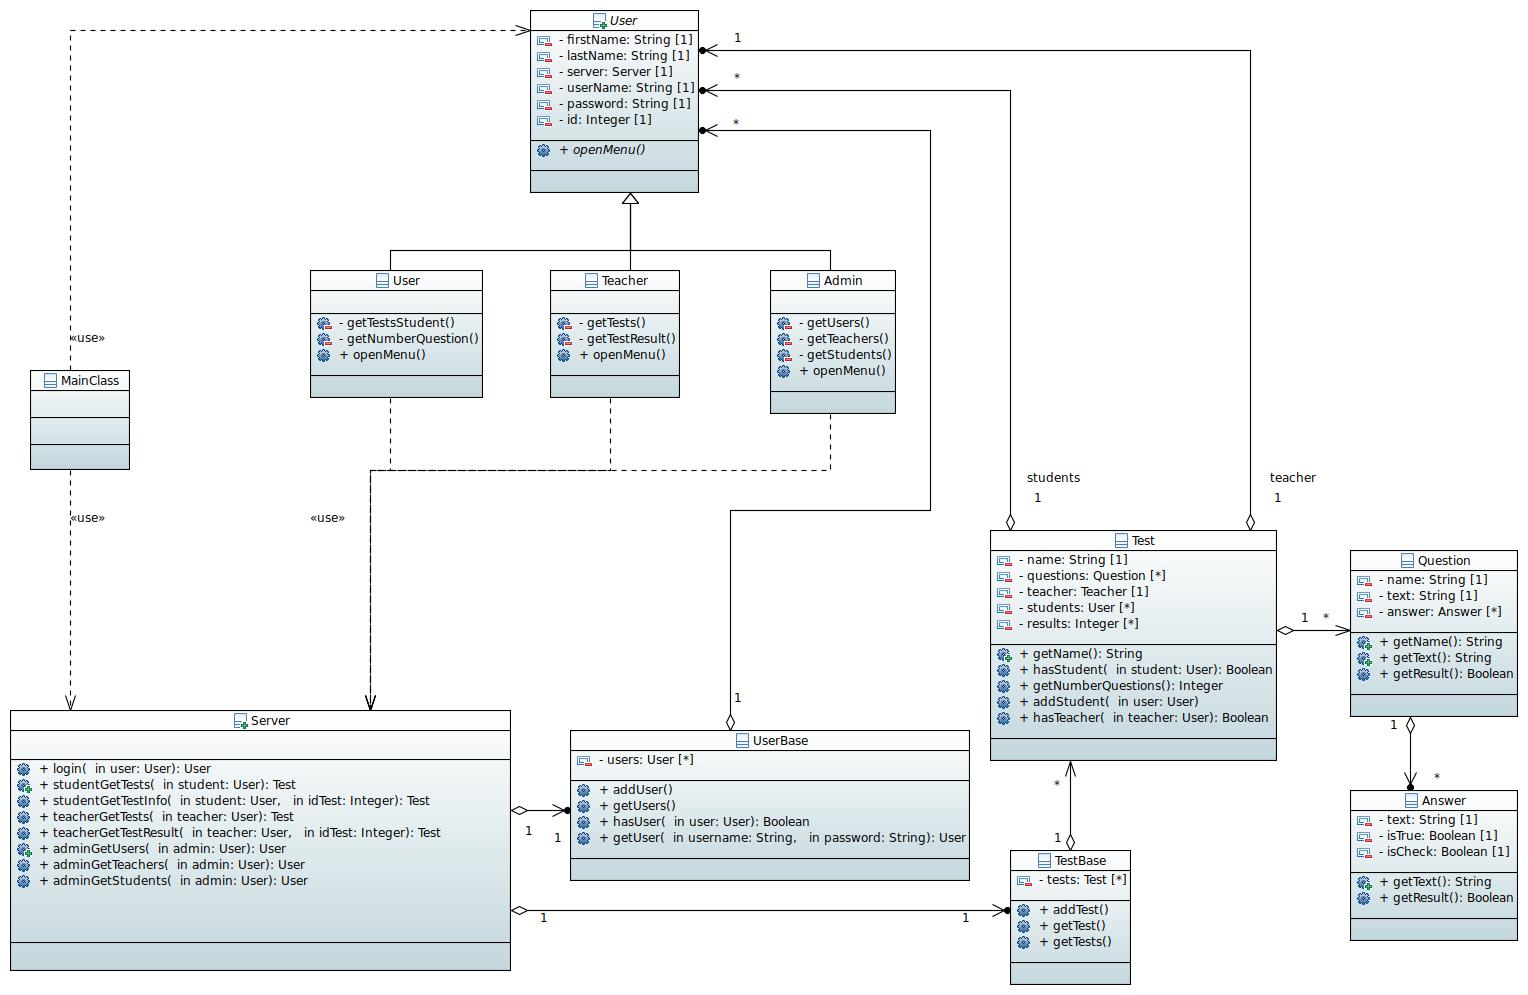 User
- firstName: String [1]
- lastName: String [1]
- server: Server [1]
- userName: String [1]
- password: String [1]
- id: Integer [1]
+ openMenu()
1
*
*
User
- getTestsStudent()
- getNumberQuestion()
+ openMenu()
Teacher
- getTests()
- getTestResult()
+ openMenu()
Admin
- getUsers()
- getTeachers()
- getStudents()
+ openMenu()
«use»
MainClass
«use»
«use»
students
1
teacher
1
Test
- name: String [1]
- questions: Question [*]
- teacher: Teacher [1]
- students: User [*]
- results: Integer [*]
+ getName(): String
+ hasStudent( in student: User): Boolean
+ getNumberQuestions(): Integer
+ addStudent( in user: User)
+ hasTeacher( in teacher: User): Boolean
1 *
Question
- name: String [1]
- text: String [1]
- answer: Answer [*]
+ getName(): String
+ getText(): String
+ getResult(): Boolean
1
*
Answer
- text: String [1]
- isTrue: Boolean [1]
- isCheck: Boolean [1]
+ getText(): String
+ getResult(): Boolean
Server
+ login( in user: User): User
+ studentGetTests( in student: User): Test
+ studentGetTestInfo( in student: User, in idTest: Integer): Test
+ teacherGetTests( in teacher: User): Test
+ teacherGetTestResult( in teacher: User, in idTest: Integer): Test
+ adminGetUsers( in admin: User): User
+ adminGetTeachers( in admin: User): User
+ adminGetStudents( in admin: User): User
1
1
1
UserBase
- users: User [*]
+ addUser()
+ getUsers()
+ hasUser( in user: User): Boolean
+ getUser( in username: String, in password: String): User
1
1
*
1
TestBase
- tests: Test [*]
+ addTest()
+ getTest()
+ getTests()